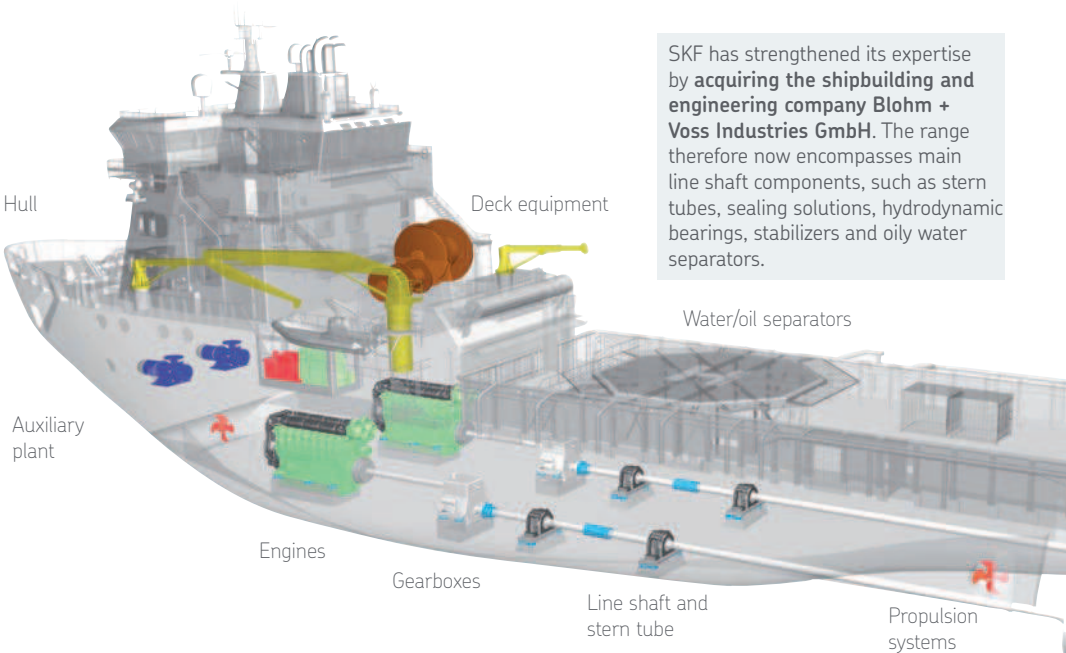 SKF has strengthened its expertise
by acquiring the shipbuilding and
engineering company Blohm +
Voss Industries GmbH. The range
therefore now encompasses main
line shaft components, such as stern
tubes, sealing solutions, hydrodynamic
bearings, stabilizers and oily water
separators.
Hull
Deck equipment
Water/oil separators
Auxiliary
plant
Engines
Gearboxes
Line shaft and
stern tube
Propulsion
systems